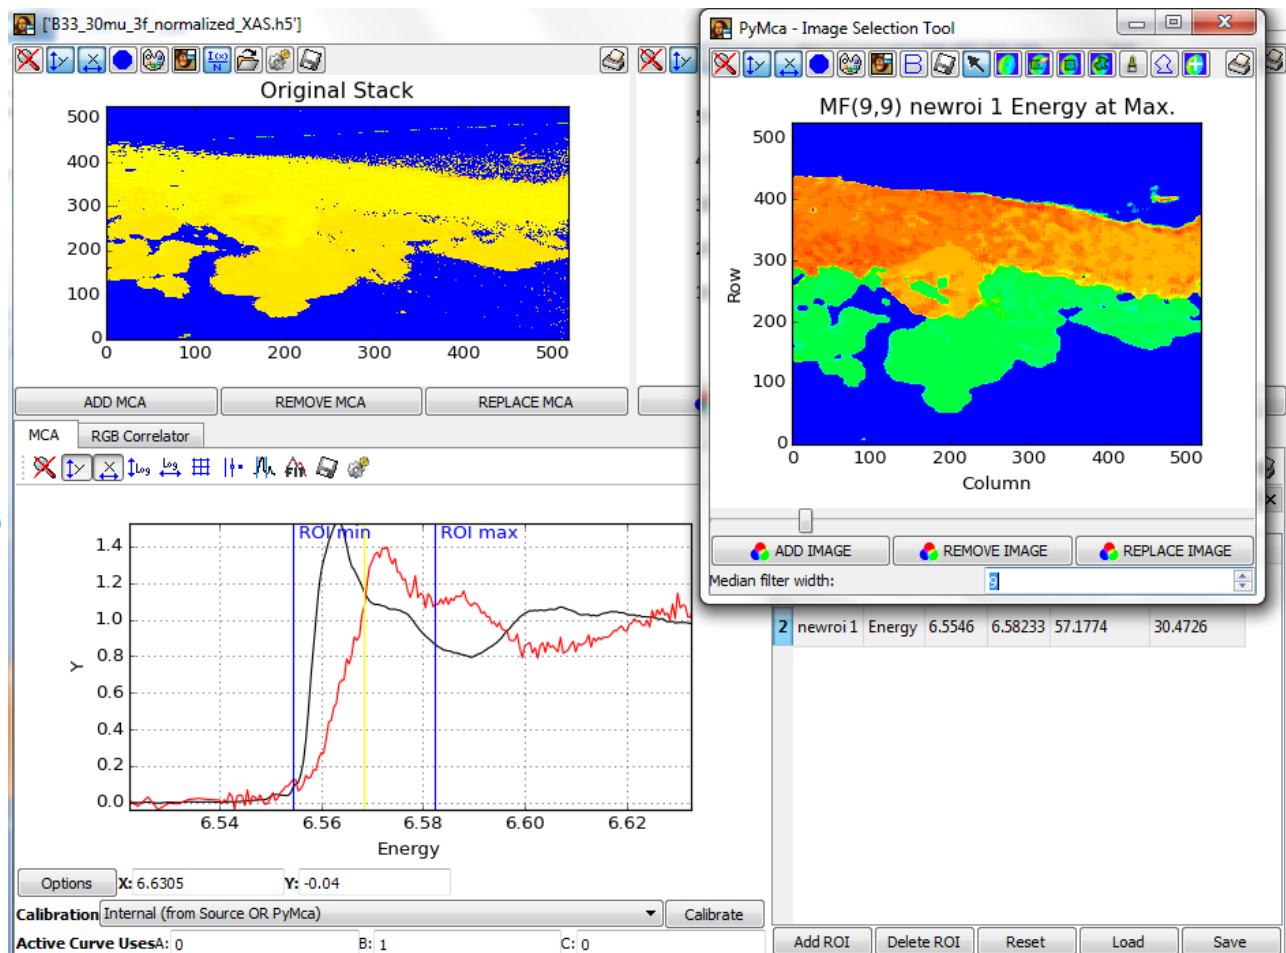 ['B33_30mu_3f_normalized_XAS.h5']
Original Stack
500
400
300
200
100
0
0 100 200 300 400 500
ADD MCA REMOVE MCA REPLACE MCA
MCA RGB Correlator
Log Log FIT
ROI min ROI max
1.4
1.2
1.0
0.8
0.6
0.4
0.2
0.0
Y
6.54 6.56 6.58 6.60 6.62
Energy
Options X: 6.6305 Y: -0.04
Calibration Internal (from Source OR PyMca) Calibrate
Active Curve Uses A: 0 B: 1 C: 0
PyMca - Image Selection Tool
B
I(x)
N
MF(9,9) newroi 1 Energy at Max.
500
400
300
200
100
0
Row
0 100 200 300 400 500
Column
ADD IMAGE REMOVE IMAGE REPLACE IMAGE
Median filter width: 9
2 newroi 1 Energy 6.5546 6.58233 57.1774 30.4726
Add ROI Delete ROI Reset Load Save